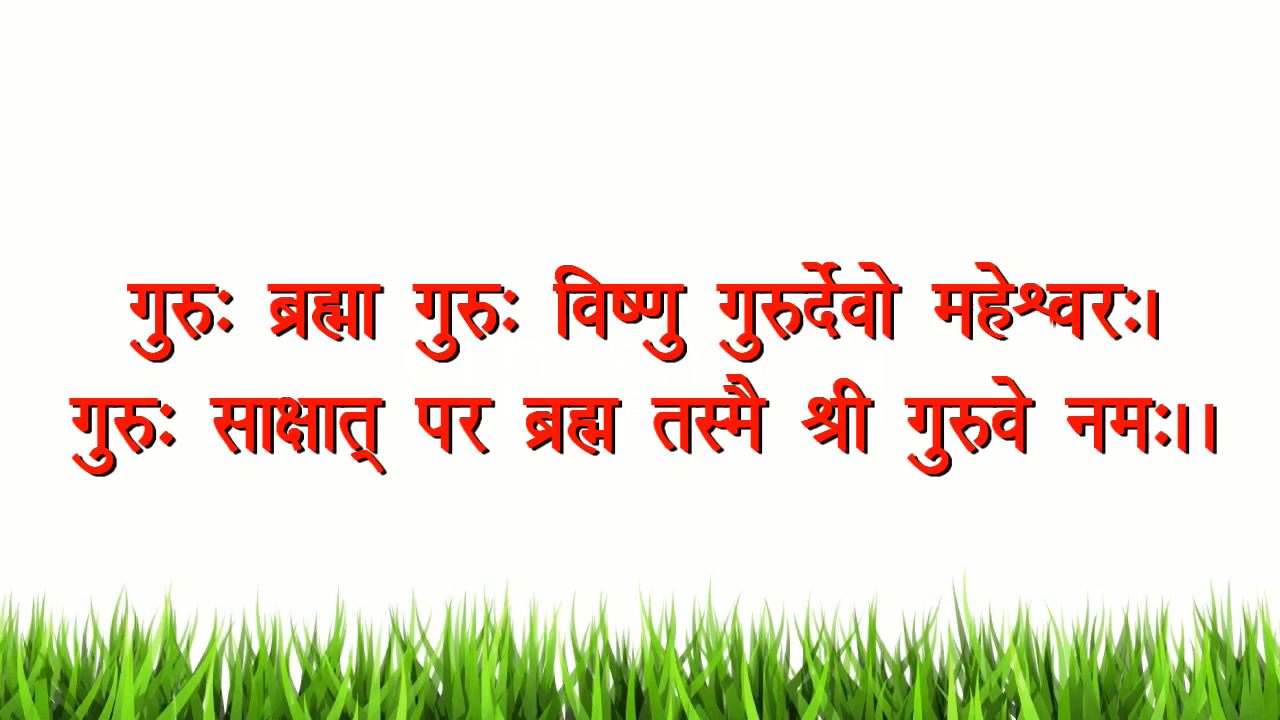 गुरुः ब्रह्मा गुरुः विष्णु गुरुर्देवो महेश्वरः।
गुरुः साक्षात् पर ब्रह्म तस्मै श्री गुरुवे नमः।।